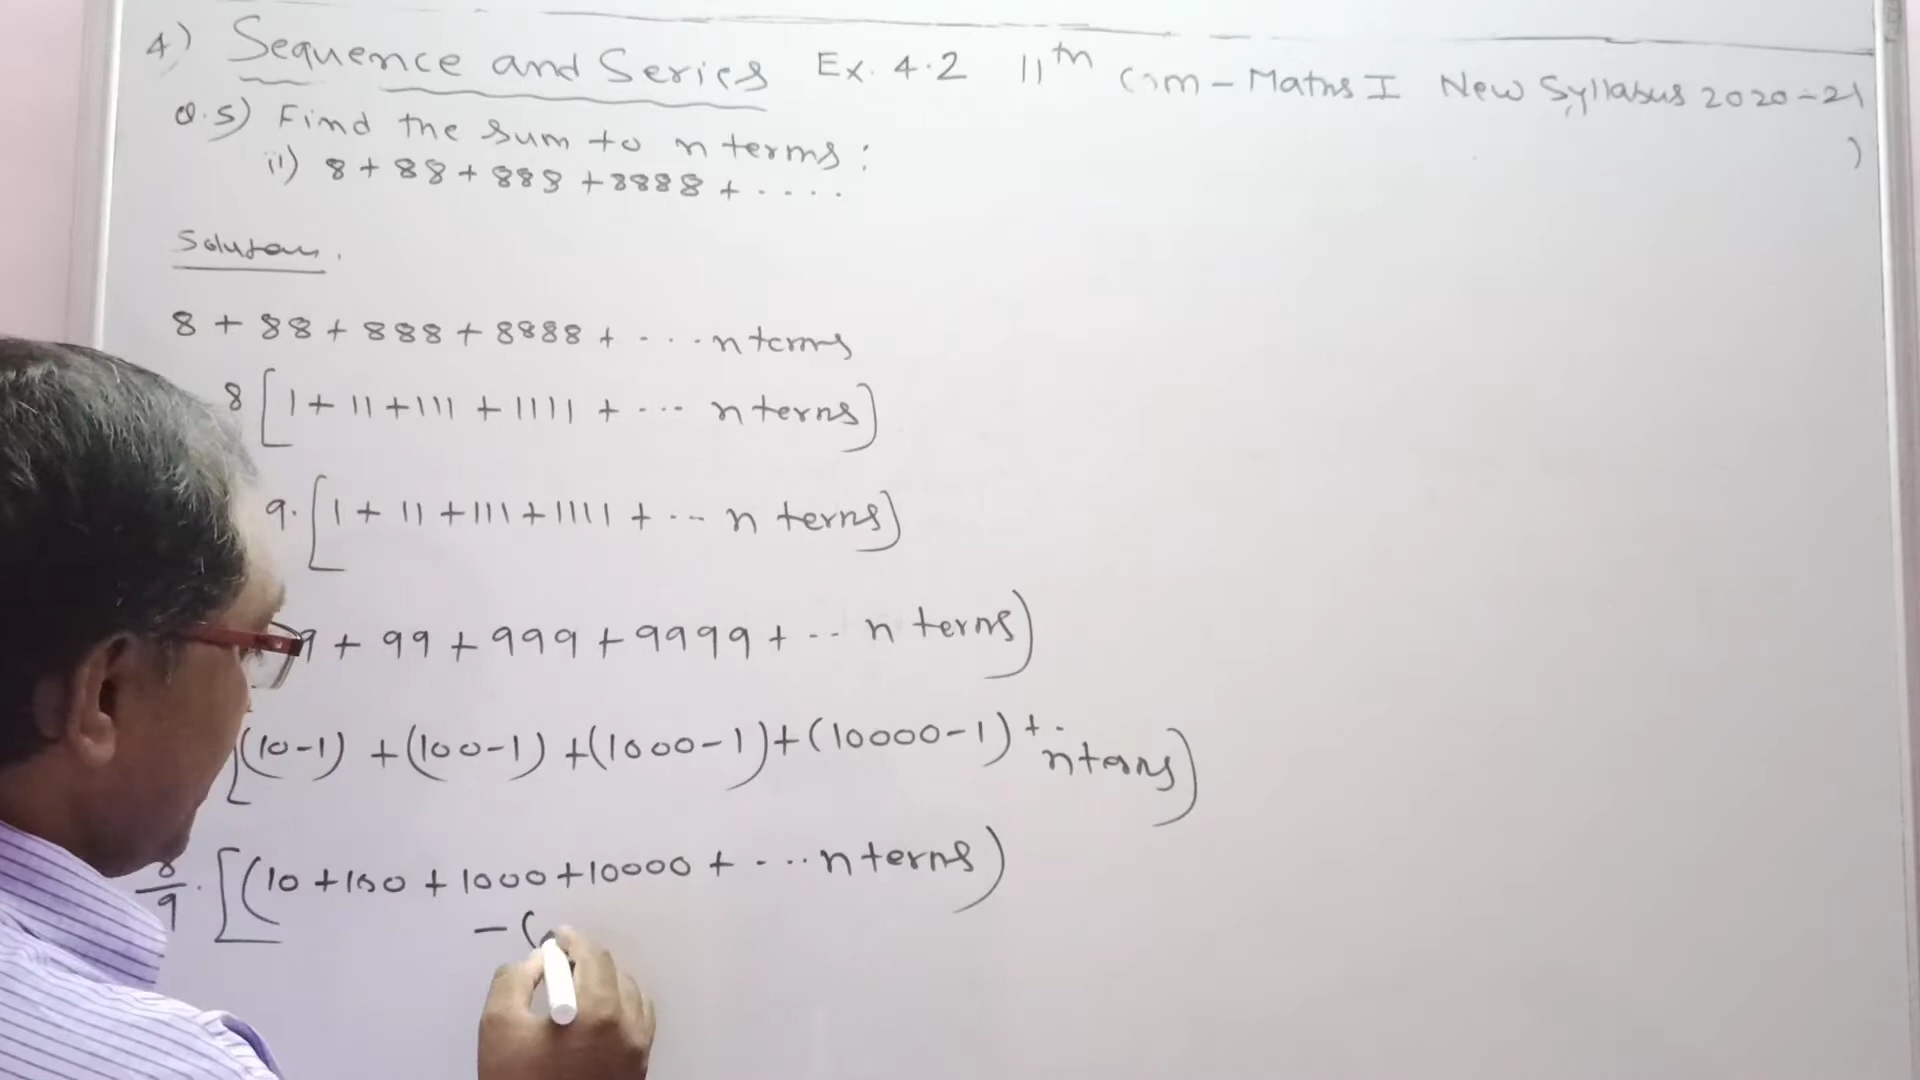 4) Sequence and Series Ex. 4.2 11th Com - Maths I New Syllabus 2020-21
)
Q.5) Find the sum to n terms:
ii) 8 + 88 + 888 + 8888 + ....
Solution.
8 + 88 + 888 + 8888 + ... n terms
8 [1 + 11 + 111 + 1111 + ... n terms]
9. [1 + 11 + 111 + 1111 + ... n terms]
9 + 99 + 999 + 9999 + .. n terms]
[(10-1) + (100-1) + (1000-1) + (10000-1) + .. n terms]
8/9 . [(10 + 100 + 1000 + 10000 + ... n terms)
- (